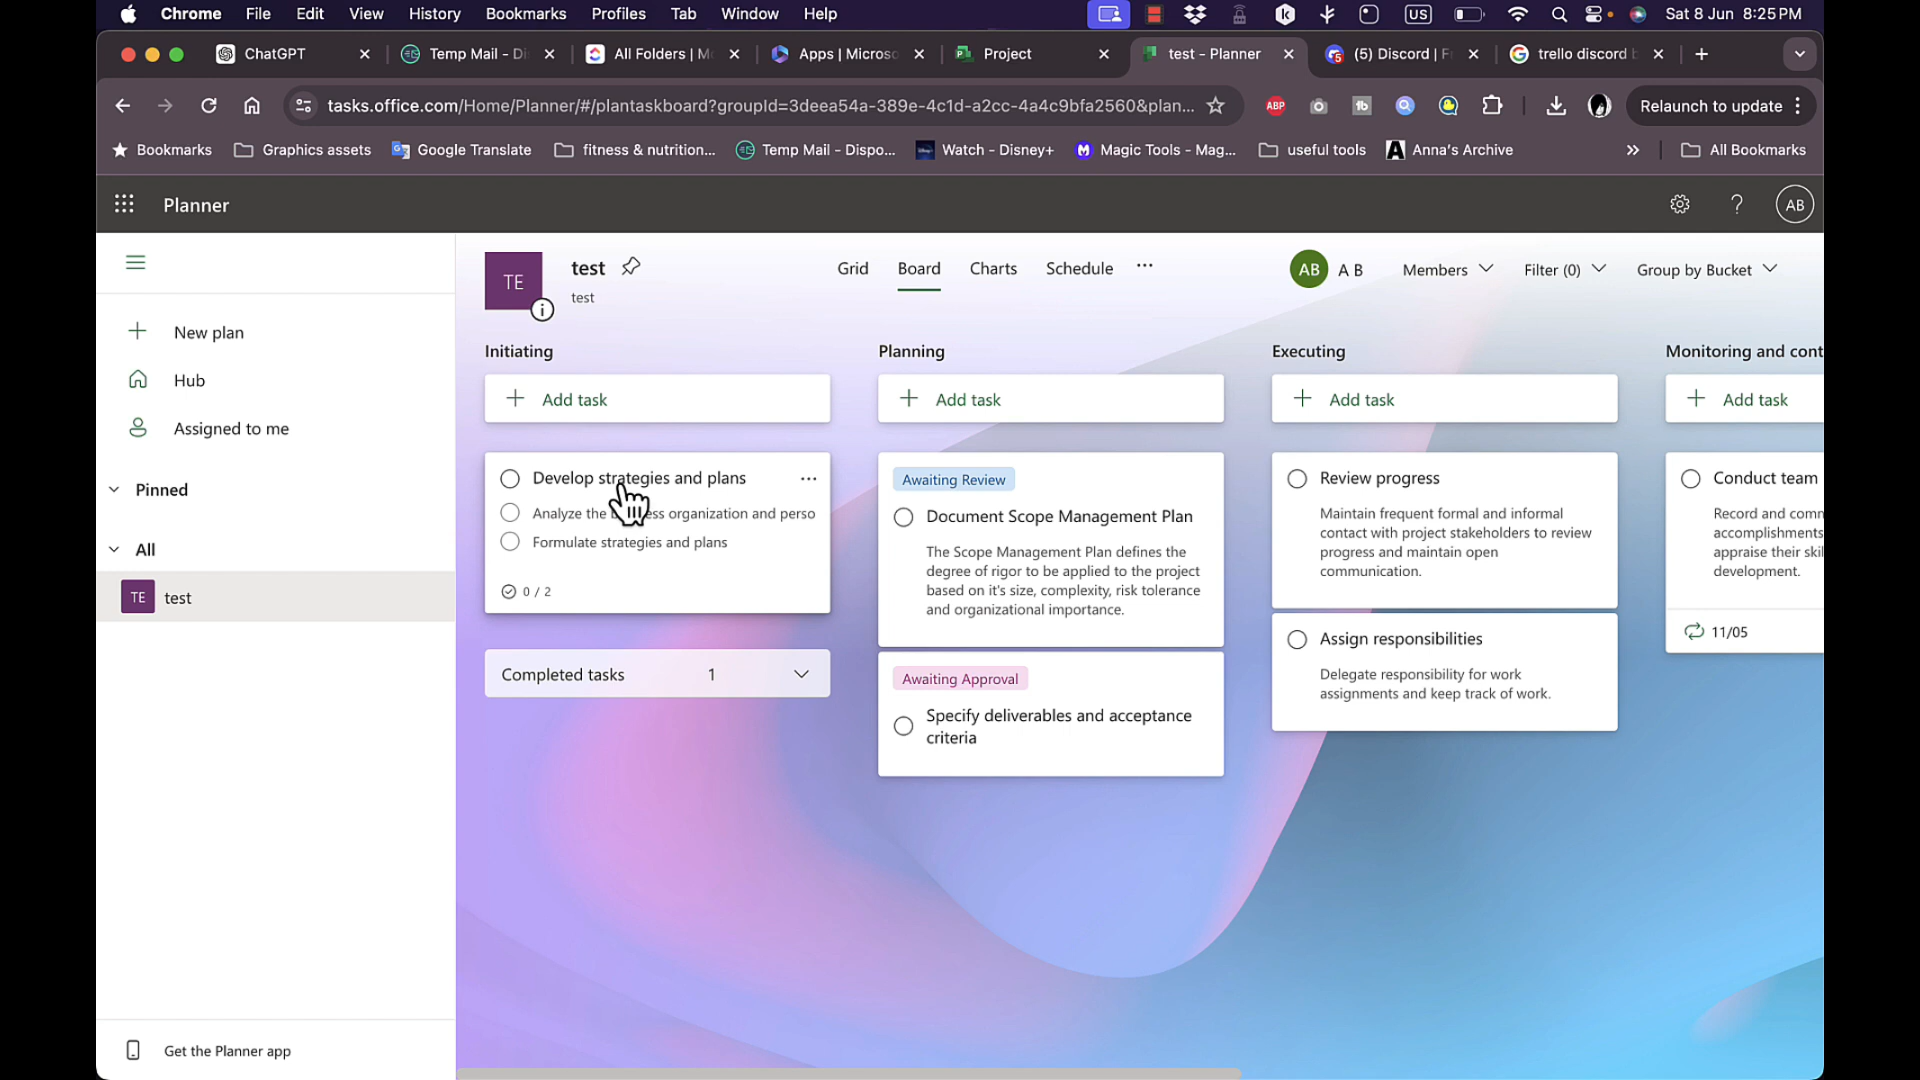 Chrome File Edit View History Bookmarks Profiles Tab Window Help US Sat 8 Jun 8:25 PM
ChatGPT Temp Mail - Di All Folders | M Apps | Microso Project test - Planner (5) Discord | F trello discord b
tasks.office.com/Home/Planner/#/plantaskboard?groupId=3deea54a-389e-4c1d-a2cc-4a4c9bfa2560&plan... ABP Relaunch to update
Bookmarks Graphics assets Google Translate fitness & nutrition... Temp Mail - Dispo... Watch - Disney+ Magic Tools - Mag... useful tools Anna's Archive All Bookmarks
Planner ? AB
TE test Grid Board Charts Schedule ... AB A B Members Filter (0) Group by Bucket
test
New plan
Hub
Assigned to me
Pinned
All
TE test
Get the Planner app
Initiating
Add task
Develop strategies and plans
Analyze the organization and perso
Formulate strategies and plans
0 / 2
Completed tasks 1
Planning
Add task
Awaiting Review
Document Scope Management Plan
The Scope Management Plan defines the
degree of rigor to be applied to the project
based on it's size, complexity, risk tolerance
and organizational importance.
Awaiting Approval
Specify deliverables and acceptance
criteria
Executing
Add task
Review progress
Maintain frequent formal and informal
contact with project stakeholders to review
progress and maintain open
communication.
Assign responsibilities
Delegate responsibility for work
assignments and keep track of work.
Monitoring and cont
Add task
Conduct team
Record and comm
accomplishments
appraise their skil
development.
11/05